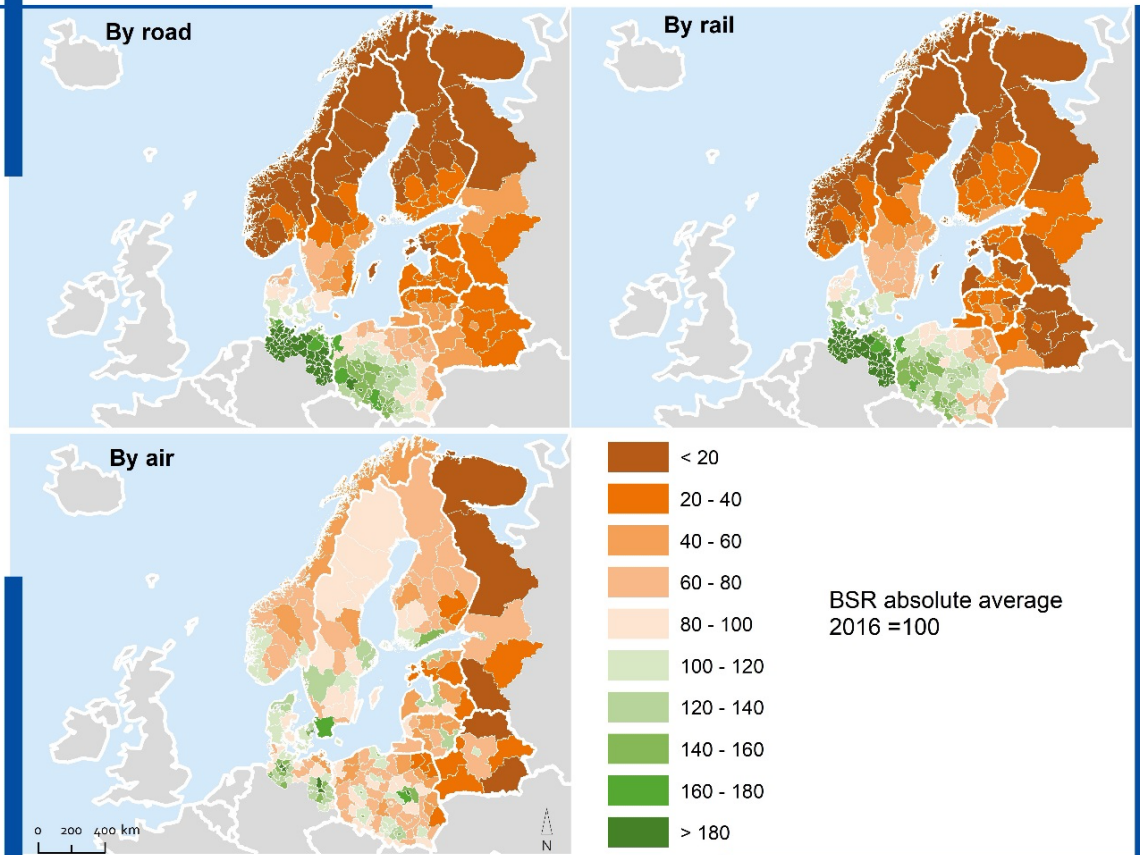 By road
By rail
By air
< 20
20 - 40
40 - 60
60 - 80
80 - 100
100 - 120
120 - 140
140 - 160
160 - 180
> 180
BSR absolute average
2016 =100
0 200 400 km
N